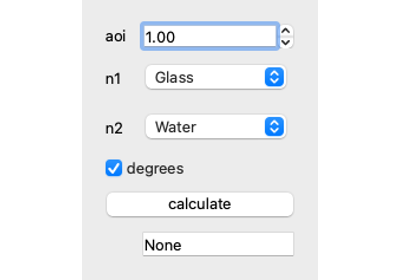 aoi 1.00
n1 Glass
n2 Water
degrees
calculate
None